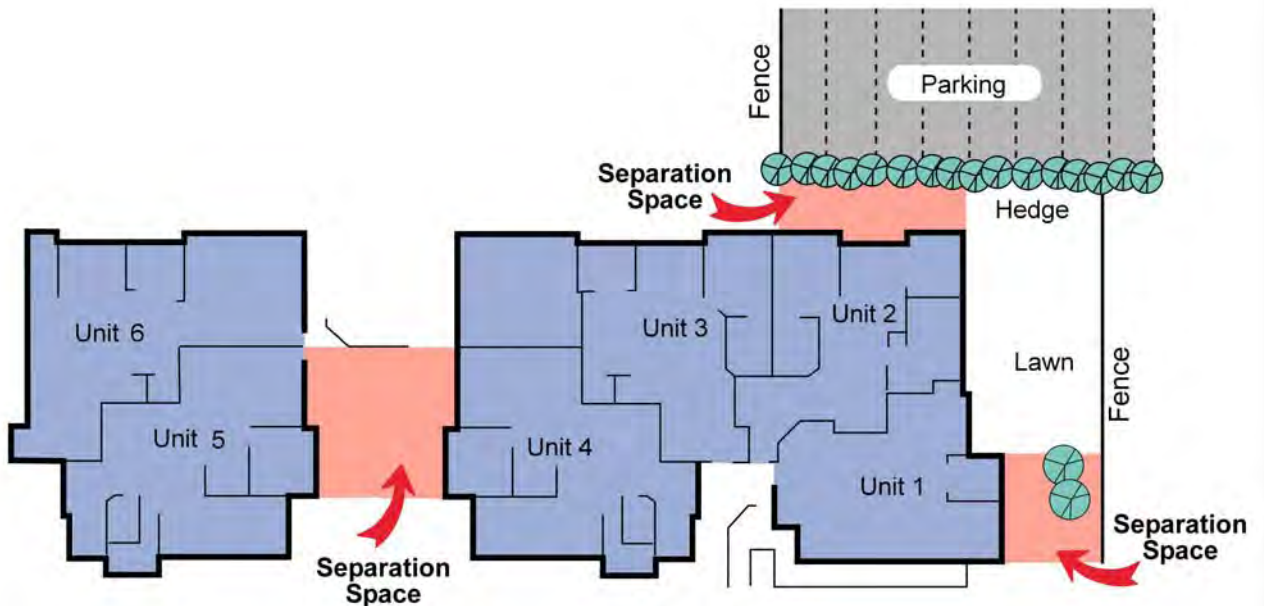 Fence
Parking
Separation
Space
Hedge
Unit 6
Unit 3
Unit 2
Lawn
Fence
Unit 5
Unit 4
Unit 1
Separation
Space
Separation
Space